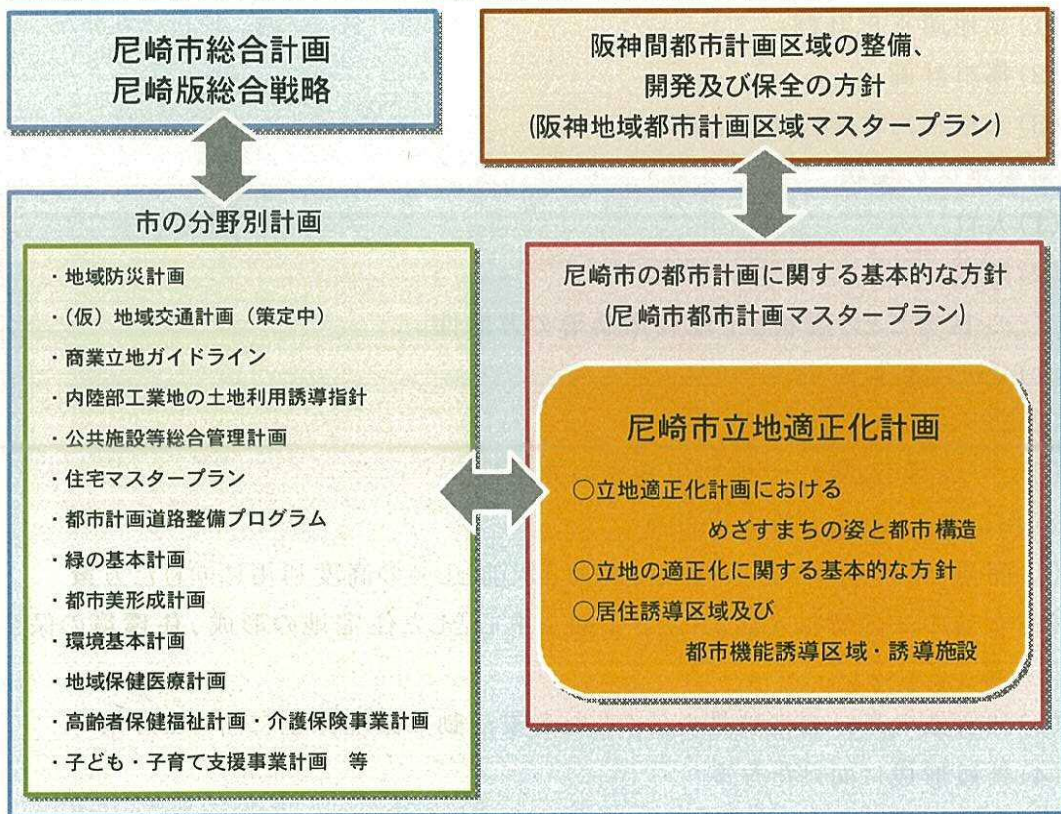 尼崎市総合計画
尼崎版総合戦略
阪神間都市計画区域の整備、
開発及び保全の方針
(阪神地域都市計画区域マスタープラン)
市の分野別計画
・地域防災計画
・(仮)地域交通計画（策定中）
・商業立地ガイドライン
・内陸部工業地の土地利用誘導指針
・公共施設等総合管理計画
・住宅マスタープラン
・都市計画道路整備プログラム
・緑の基本計画
・都市美形成計画
・環境基本計画
・地域保健医療計画
・高齢者保健福祉計画・介護保険事業計画
・子ども・子育て支援事業計画　等
尼崎市の都市計画に関する基本的な方針
(尼崎市都市計画マスタープラン)
尼崎市立地適正化計画
○立地適正化計画における
めざすまちの姿と都市構造
○立地の適正化に関する基本的な方針
○居住誘導区域及び
都市機能誘導区域・誘導施設